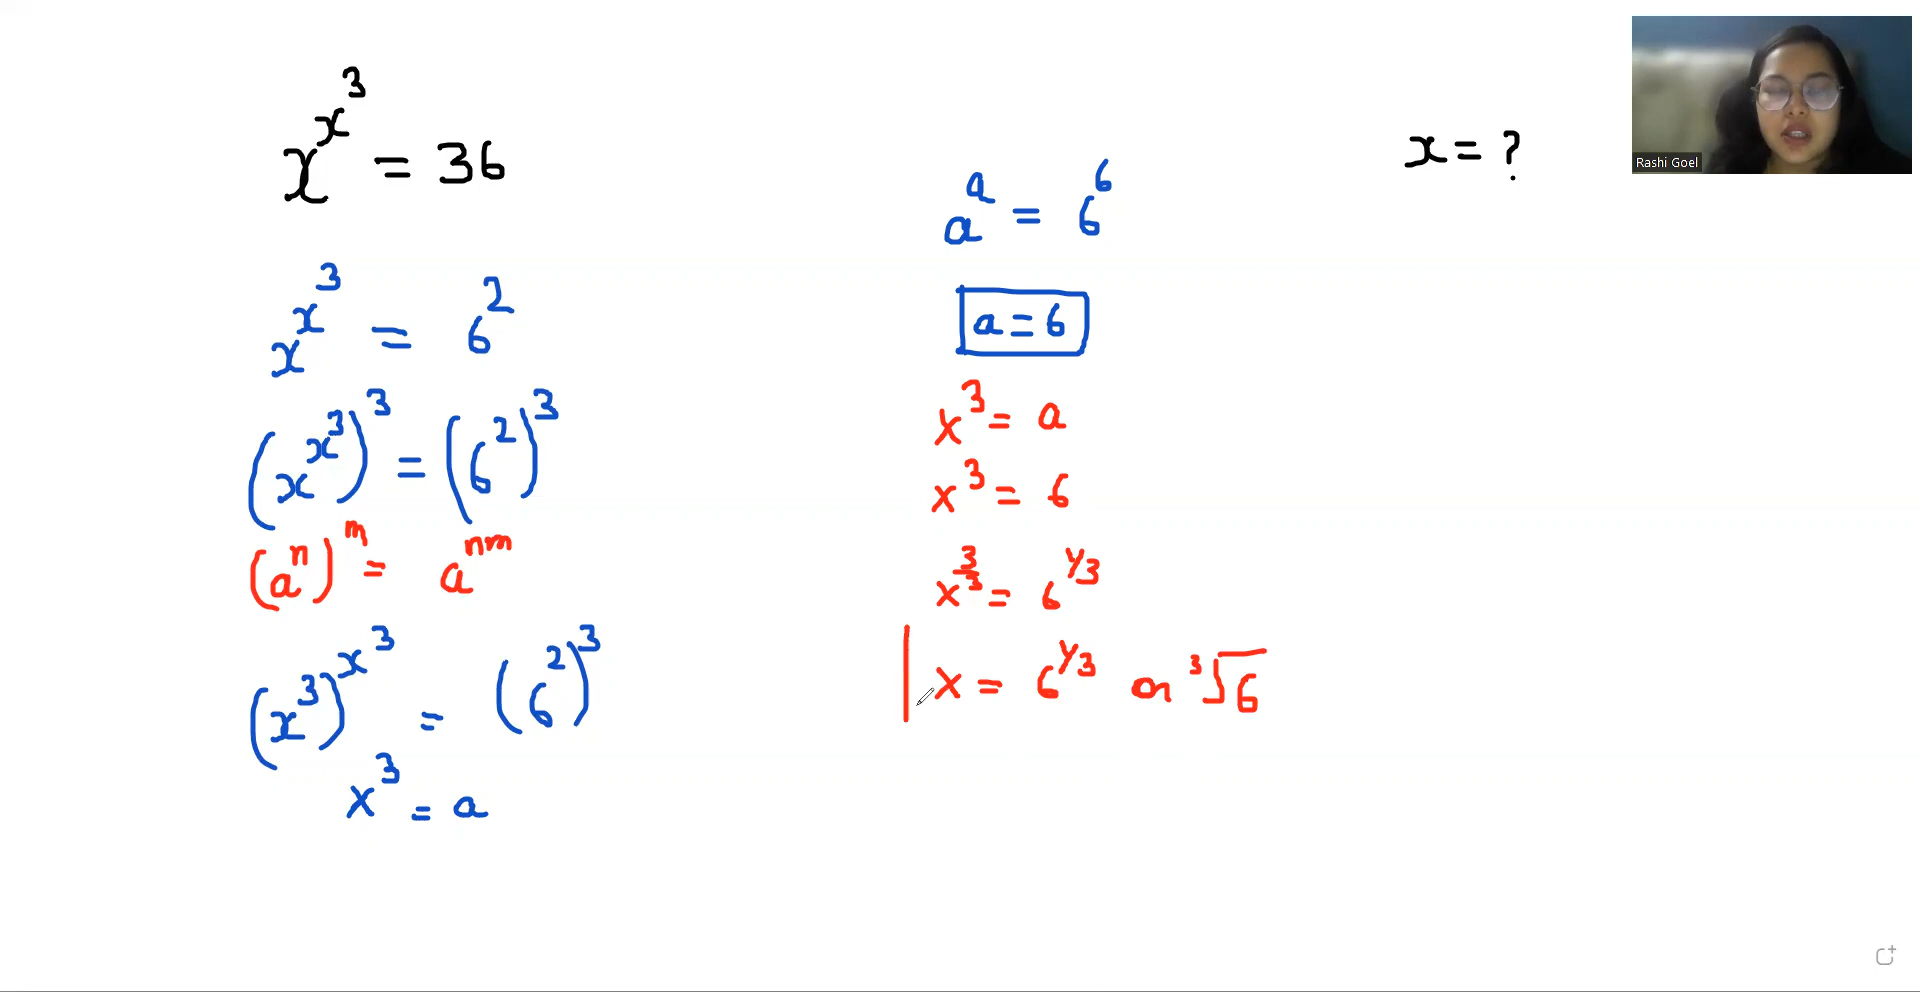 x^{x^3} = 36
x^{x^3} = 6^2
(x^{x^3})^3 = (6^2)^3
(a^n)^m = a^{nm}
(x^3)^{x^3} = (6^2)^3
x^3 = a
a^a = 6^6
a = 6
x^3 = a
x^3 = 6
x^{3/3} = 6^{1/3}
x = 6^{1/3} or ³√6
x = ?
Rashi Goel